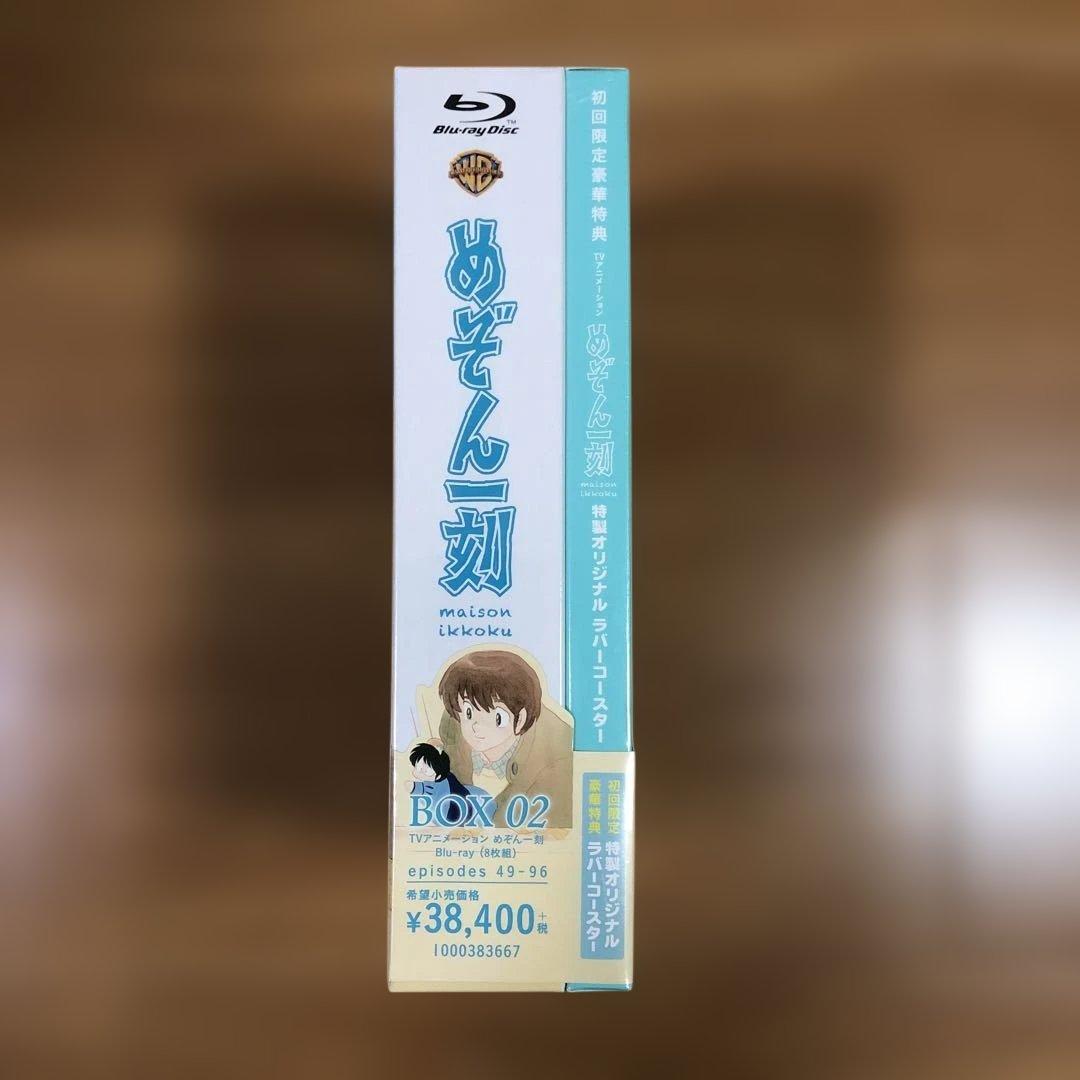 Blu-ray Disc
TM
WB
めぞん一刻
maison
ikkoku
BOX 02
TVアニメーション めぞん一刻
Blu-ray (8枚組)
episodes 49-96
希望小売価格
¥38,400+税
1000383667
初回限定豪華特典
TVアニメーション
めぞん一刻
maison
ikkoku
特製オリジナル ラバーコースター
初回限定
豪華特典
特製オリジナル
ラバーコースター